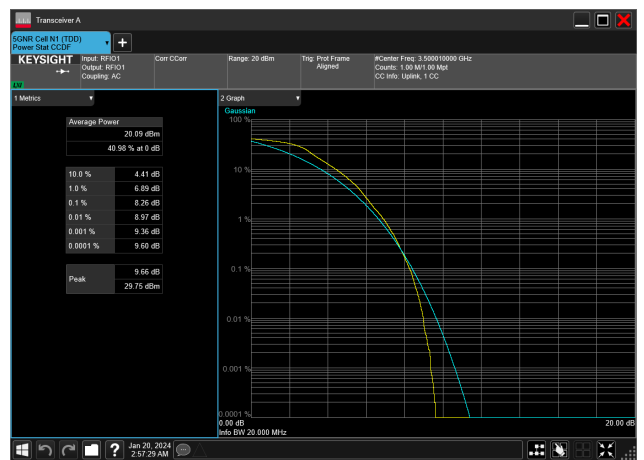 Transceiver A
5GNR Cell N1 (TDD)
Power Stat CCDF
KEYSIGHT
Input: RFIO1
Output: RFIO1
Coupling: AC
Corr CCorr
Range: 20 dBm
Trig: Prot Frame
Aligned
#Center Freq: 3.500010000 GHz
Counts: 1.00 M/1.00 Mpt
CC Info: Uplink, 1 CC
LW
1 Metrics
Average Power
20.09 dBm
40.98 % at 0 dB
10.0 % 4.41 dB
1.0 % 6.89 dB
0.1 % 8.26 dB
0.01 % 8.97 dB
0.001 % 9.36 dB
0.0001 % 9.60 dB
Peak
9.66 dB
29.75 dBm
2 Graph
Gaussian
100 %
10 %
1 %
0.1 %
0.01 %
0.001 %
0.0001 %
0.00 dB
20.00 dB
Info BW 20.000 MHz
Jan 20, 2024
2:57:29 AM